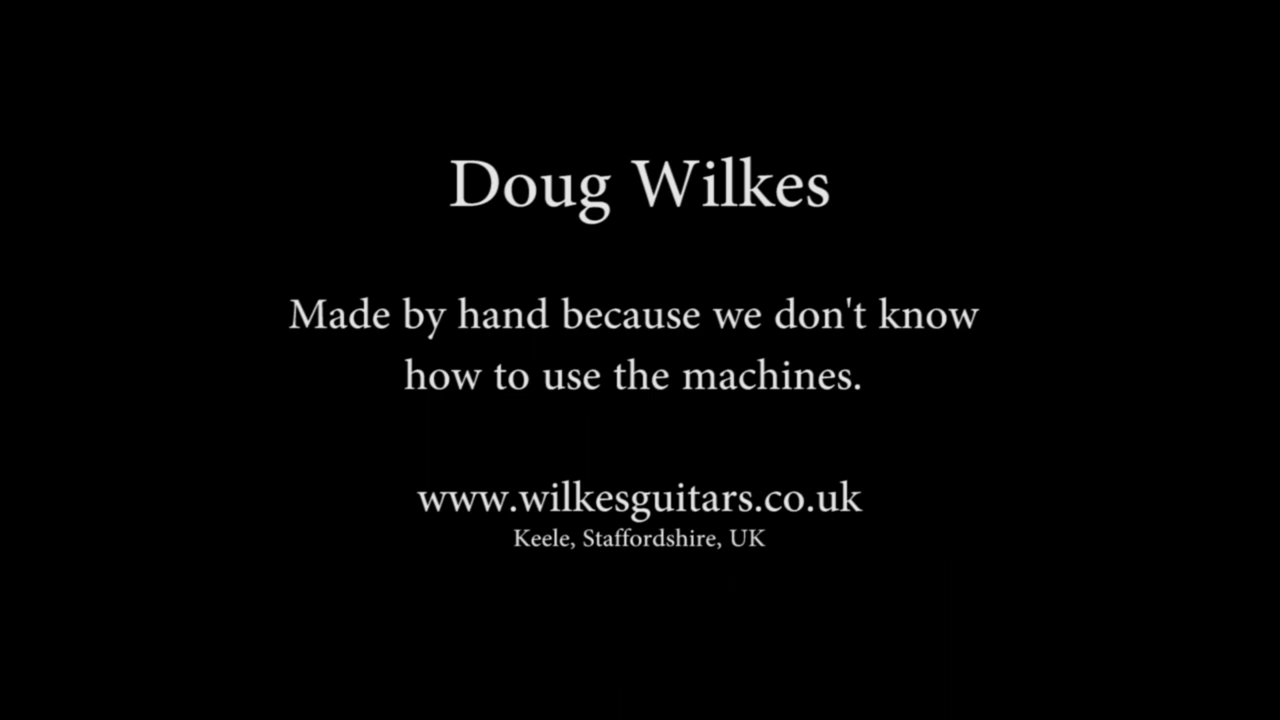 Doug Wilkes
Made by hand because we don't know
how to use the machines.
www.wilkesguitars.co.uk
Keele, Staffordshire, UK